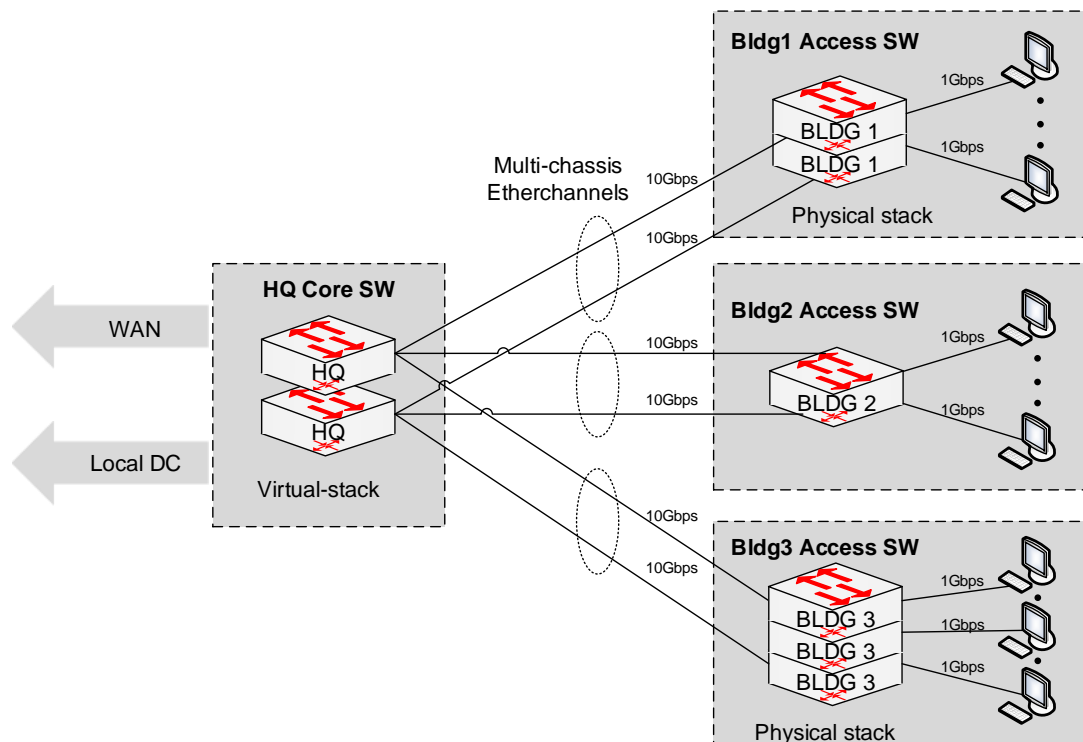 Bldg1 Access SW
1Gbps
BLDG 1
BLDG 1
1Gbps
Physical stack
Multi-chassis
Etherchannels
10Gbps
10Gbps
HQ Core SW
HQ
HQ
Virtual-stack
WAN
Local DC
Bldg2 Access SW
10Gbps
10Gbps
BLDG 2
1Gbps
1Gbps
Bldg3 Access SW
10Gbps
10Gbps
BLDG 3
BLDG 3
BLDG 3
1Gbps
1Gbps
1Gbps
Physical stack